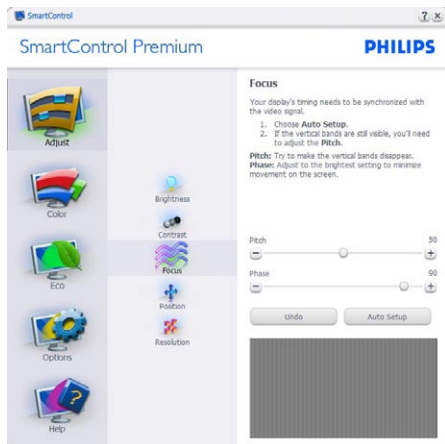 SmartControl
SmartControl Premium
PHILIPS
Adjust
Color
Eco
Options
Help
Brightness
Contrast
Focus
Position
Resolution
Focus
Your display's timing needs to be synchronized with
the video signal.
1. Choose Auto Setup.
2. If the vertical bands are still visible, you'll need
to adjust the Pitch.
Pitch: Try to make the vertical bands disappear.
Phase: Adjust to the brightest setting to minimize
movement on the screen.
Pitch 50
Phase 90
Undo Auto Setup